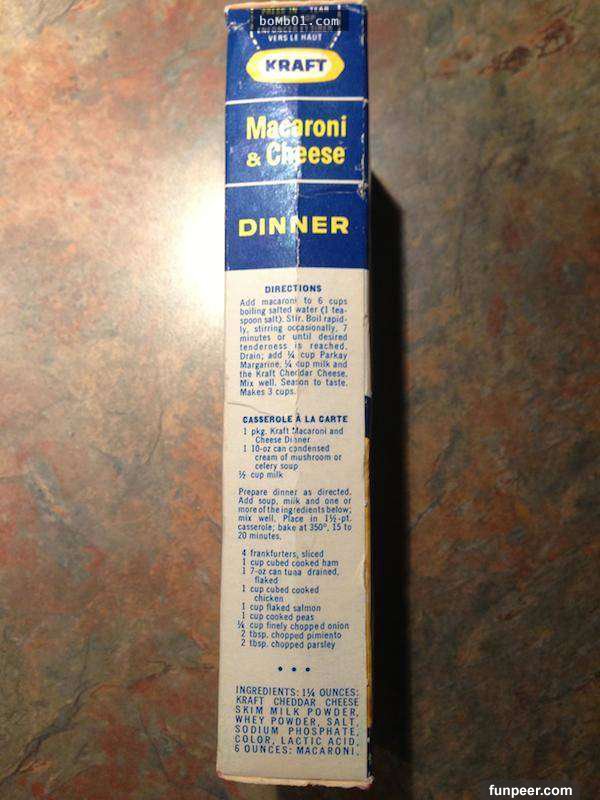 PRESS IN TEAR
boMb01.com
VERS LE HAUT
KRAFT
Macaroni
& Cheese
DINNER
DIRECTIONS
Add macaroni to 6 cups
boiling salted water (1 tea-
spoon salt). Stir. Boil rapid-
ly, stirring occasionally, 7
minutes or until desired
tenderness is reached.
Drain; add ¼ cup Parkay
Margarine, ¼ cup milk and
the Kraft Cheddar Cheese.
Mix well. Season to taste.
Makes 3 cups.
CASSEROLE À LA CARTE
1 pkg. Kraft Macaroni and
Cheese Dinner
1 10-oz can condensed
cream of mushroom or
celery soup
½ cup milk
Prepare dinner as directed.
Add soup, milk and one or
more of the ingredients below;
mix well. Place in 1½-pt.
casserole; bake at 350°, 15 to
20 minutes.
4 frankfurters, sliced
1 cup cubed cooked ham
1 7-oz can tuna drained,
flaked
1 cup cubed cooked
chicken
1 cup flaked salmon
1 cup cooked peas
¼ cup finely chopped onion
2 tbsp. chopped pimiento
2 tbsp. chopped parsley
• • •
INGREDIENTS: 1¼ OUNCES:
KRAFT CHEDDAR CHEESE
SKIM MILK POWDER,
WHEY POWDER, SALT,
SODIUM PHOSPHATE,
COLOR, LACTIC ACID.
6 OUNCES: MACARONI.
funpeer.com